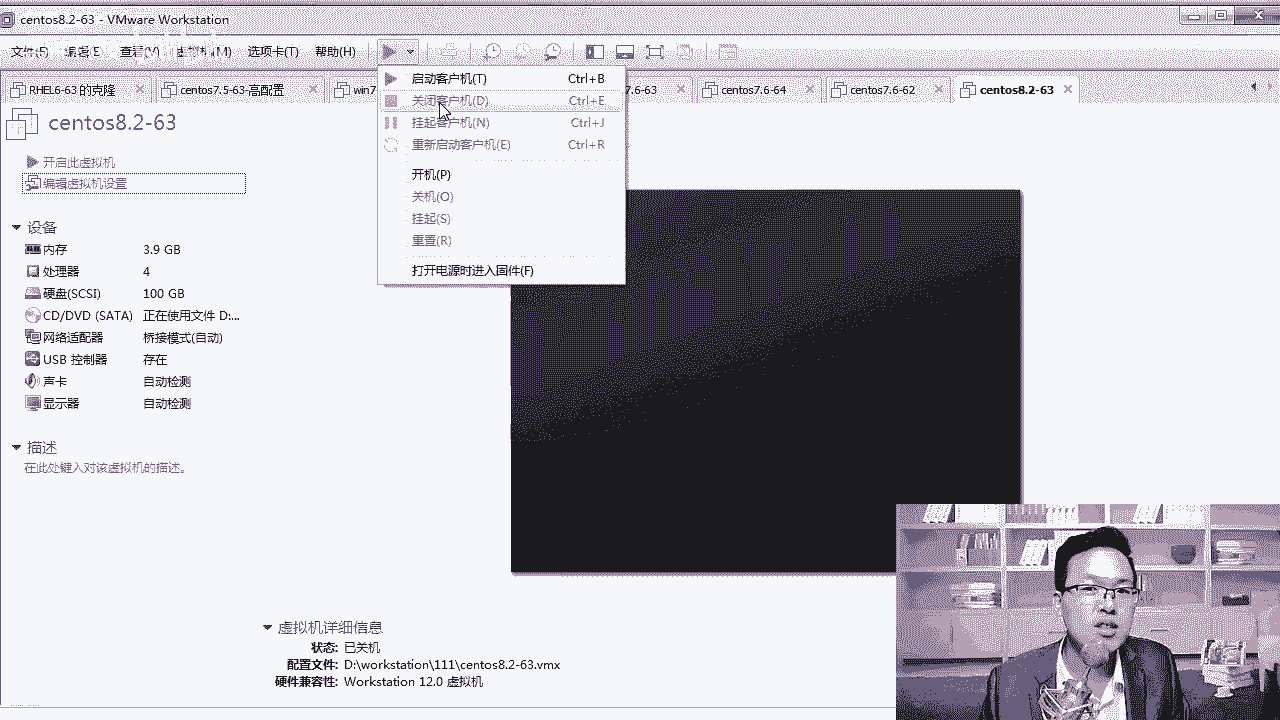 centos8.2-63 - VMware Workstation
选项卡(T) 帮助(H)
RHEL6-63 的克隆 centos7.5-63-高配置 win7 7.6-63 centos7.6-64 centos7.6-62 centos8.2-63
启动客户机(T) Ctrl+B
关闭客户机(D) Ctrl+E
挂起客户机(N) Ctrl+J
重新启动客户机(E) Ctrl+R
开机(P)
关机(O)
挂起(S)
重置(R)
打开电源时进入固件(F)
centos8.2-63
开启此虚拟机
编辑虚拟机设置
设备
内存 3.9 GB
处理器 4
硬盘(SCSI) 100 GB
CD/DVD (SATA) 正在使用文件 D:...
网络适配器 桥接模式(自动)
USB 控制器 存在
声卡 自动检测
显示器 自动检测
描述
在此处键入对该虚拟机的描述。
虚拟机详细信息
状态: 已关机
配置文件: D:\workstation\111\centos8.2-63.vmx
硬件兼容性: Workstation 12.0 虚拟机